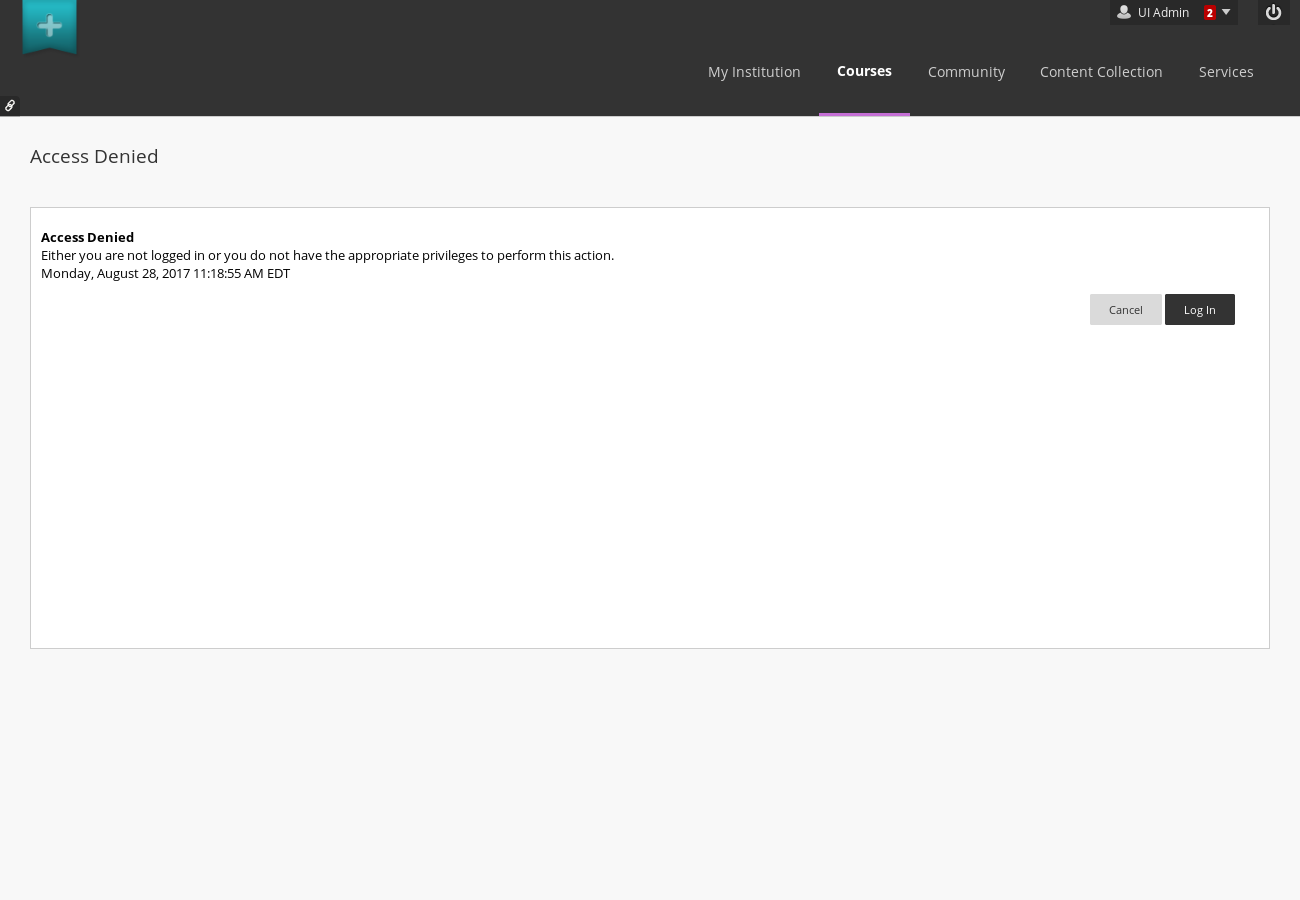 UI Admin 2
My Institution Courses Community Content Collection Services
Access Denied
Access Denied
Either you are not logged in or you do not have the appropriate privileges to perform this action.
Monday, August 28, 2017 11:18:55 AM EDT
Cancel Log In